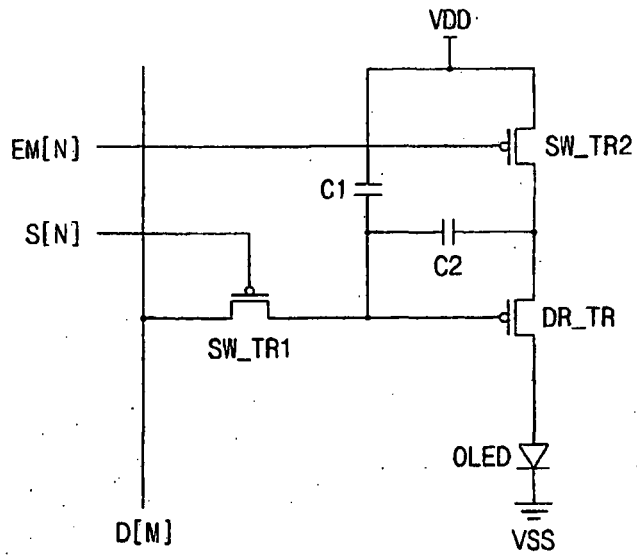 VDD
EM[N]
SW_TR2
C1
S[N]
C2
DR_TR
SW_TR1
OLED
VSS
D[M]